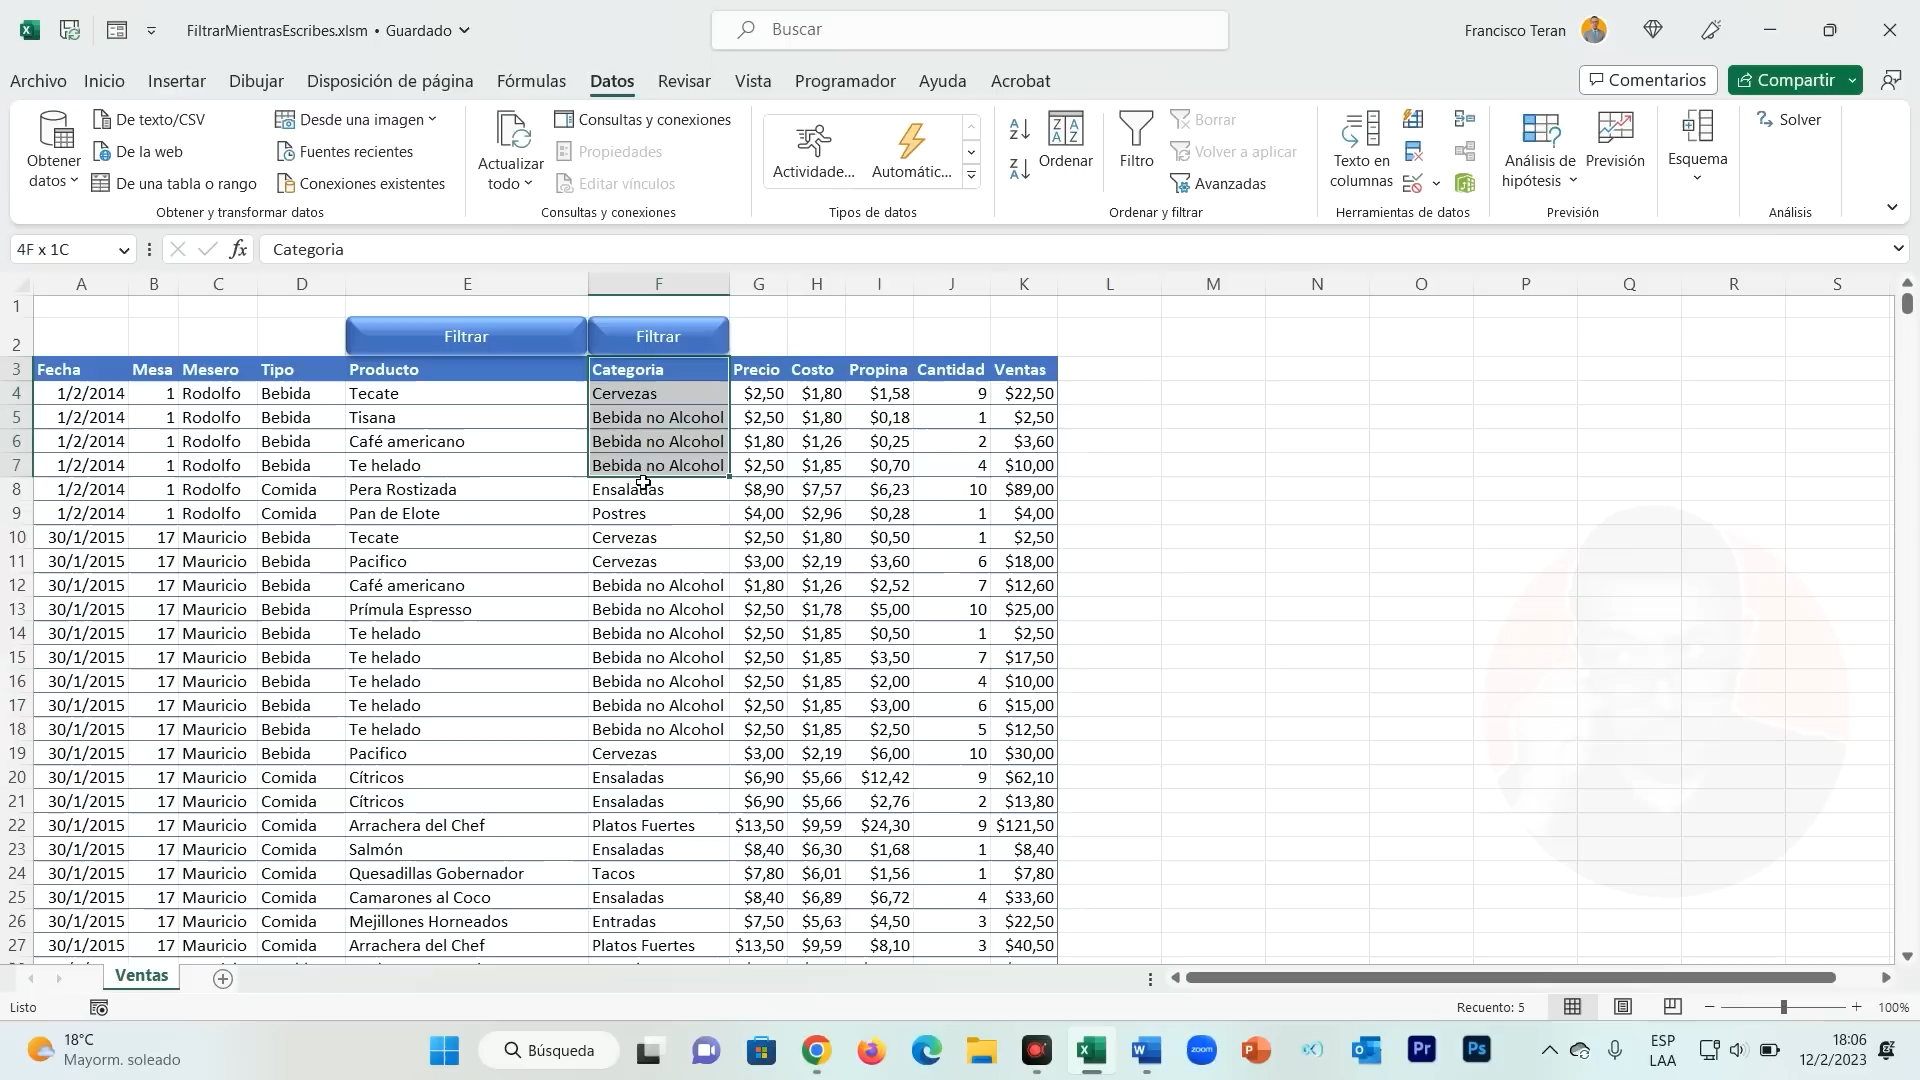 FiltrarMientrasEscribes.xlsm • Guardado
Buscar
Francisco Teran
Archivo Inicio Insertar Dibujar Disposición de página Fórmulas Datos Revisar Vista Programador Ayuda Acrobat
Comentarios Compartir
Obtener datos
De texto/CSV
De la web
De una tabla o rango
Desde una imagen
Fuentes recientes
Conexiones existentes
Obtener y transformar datos
Actualizar todo
Consultas y conexiones
Propiedades
Editar vínculos
Consultas y conexiones
Actividade... Automátic...
Tipos de datos
Ordenar
Filtro
Borrar
Volver a aplicar
Avanzadas
Ordenar y filtrar
Texto en columnas
Herramientas de datos
Análisis de hipótesis
Previsión
Previsión
Esquema
Solver
Análisis
4F x 1C
fx
Categoria
A B C D E F G H I J K L M N O P Q R S
1
2 Filtrar Filtrar
3 Fecha Mesa Mesero Tipo Producto Categoria Precio Costo Propina Cantidad Ventas
4 1/2/2014 1 Rodolfo Bebida Tecate Cervezas $2,50 $1,80 $1,58 9 $22,50
5 1/2/2014 1 Rodolfo Bebida Tisana Bebida no Alcohol $2,50 $1,80 $0,18 1 $2,50
6 1/2/2014 1 Rodolfo Bebida Café americano Bebida no Alcohol $1,80 $1,26 $0,25 2 $3,60
7 1/2/2014 1 Rodolfo Bebida Te helado Bebida no Alcohol $2,50 $1,85 $0,70 4 $10,00
8 1/2/2014 1 Rodolfo Comida Pera Rostizada Ensaladas $8,90 $7,57 $6,23 10 $89,00
9 1/2/2014 1 Rodolfo Comida Pan de Elote Postres $4,00 $2,96 $0,28 1 $4,00
10 30/1/2015 17 Mauricio Bebida Tecate Cervezas $2,50 $1,80 $0,50 1 $2,50
11 30/1/2015 17 Mauricio Bebida Pacifico Cervezas $3,00 $2,19 $3,60 6 $18,00
12 30/1/2015 17 Mauricio Bebida Café americano Bebida no Alcohol $1,80 $1,26 $2,52 7 $12,60
13 30/1/2015 17 Mauricio Bebida Prímula Espresso Bebida no Alcohol $2,50 $1,78 $5,00 10 $25,00
14 30/1/2015 17 Mauricio Bebida Te helado Bebida no Alcohol $2,50 $1,85 $0,50 1 $2,50
15 30/1/2015 17 Mauricio Bebida Te helado Bebida no Alcohol $2,50 $1,85 $3,50 7 $17,50
16 30/1/2015 17 Mauricio Bebida Te helado Bebida no Alcohol $2,50 $1,85 $2,00 4 $10,00
17 30/1/2015 17 Mauricio Bebida Te helado Bebida no Alcohol $2,50 $1,85 $3,00 6 $15,00
18 30/1/2015 17 Mauricio Bebida Te helado Bebida no Alcohol $2,50 $1,85 $2,50 5 $12,50
19 30/1/2015 17 Mauricio Bebida Pacifico Cervezas $3,00 $2,19 $6,00 10 $30,00
20 30/1/2015 17 Mauricio Comida Cítricos Ensaladas $6,90 $5,66 $12,42 9 $62,10
21 30/1/2015 17 Mauricio Comida Cítricos Ensaladas $6,90 $5,66 $2,76 2 $13,80
22 30/1/2015 17 Mauricio Comida Arrachera del Chef Platos Fuertes $13,50 $9,59 $24,30 9 $121,50
23 30/1/2015 17 Mauricio Comida Salmón Ensaladas $8,40 $6,30 $1,68 1 $8,40
24 30/1/2015 17 Mauricio Comida Quesadillas Gobernador Tacos $7,80 $6,01 $1,56 1 $7,80
25 30/1/2015 17 Mauricio Comida Camarones al Coco Ensaladas $8,40 $6,89 $6,72 4 $33,60
26 30/1/2015 17 Mauricio Comida Mejillones Horneados Entradas $7,50 $5,63 $4,50 3 $22,50
27 30/1/2015 17 Mauricio Comida Arrachera del Chef Platos Fuertes $13,50 $9,59 $8,10 3 $40,50
Ventas
Listo
Recuento: 5
100%
18°C
Mayorm. soleado
Búsqueda
zoom
Pr
Ps
ESP
LAA
18:06
12/2/2023